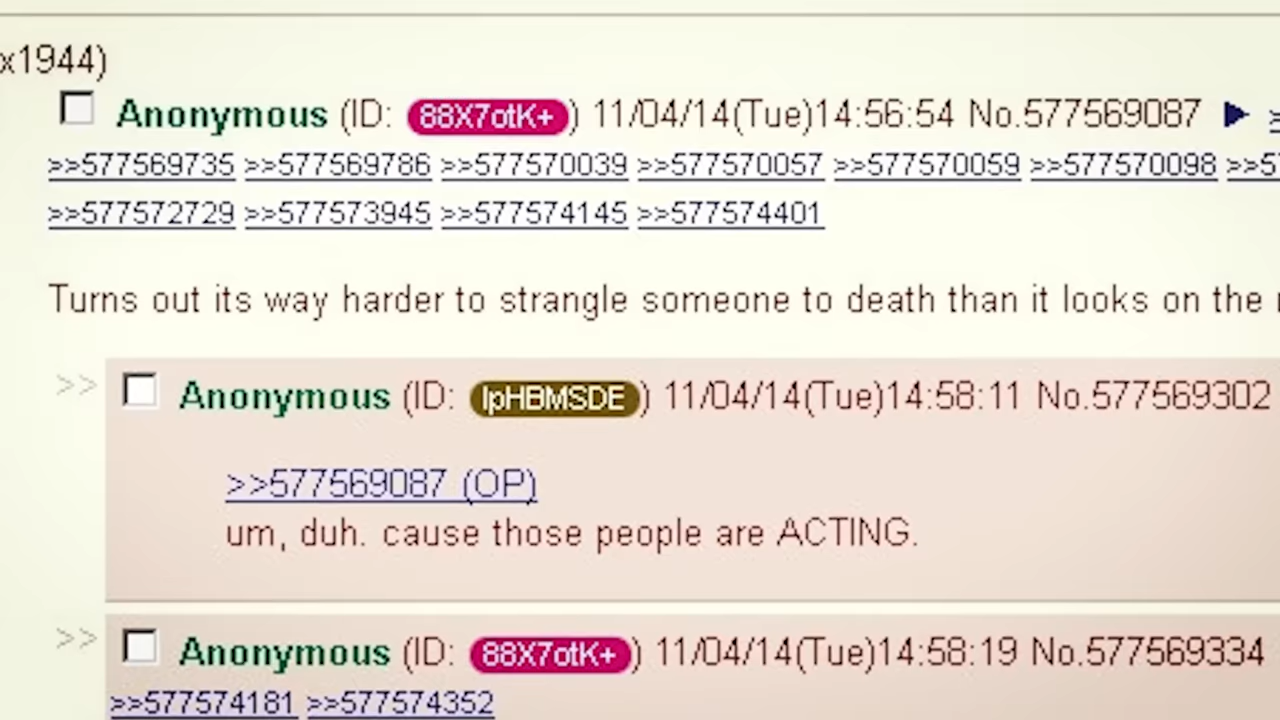 x1944)
Anonymous (ID: 88X7otK+) 11/04/14(Tue)14:56:54 No.577569087 ▶
>>577569735 >>577569786 >>577570039 >>577570057 >>577570059 >>577570098 >>57
>>577572729 >>577573945 >>577574145 >>577574401
Turns out its way harder to strangle someone to death than it looks on the
>> Anonymous (ID: lpHBMSDE) 11/04/14(Tue)14:58:11 No.577569302
>>577569087 (OP)
um, duh. cause those people are ACTING.
>> Anonymous (ID: 88X7otK+) 11/04/14(Tue)14:58:19 No.577569334
>>577574181 >>577574352